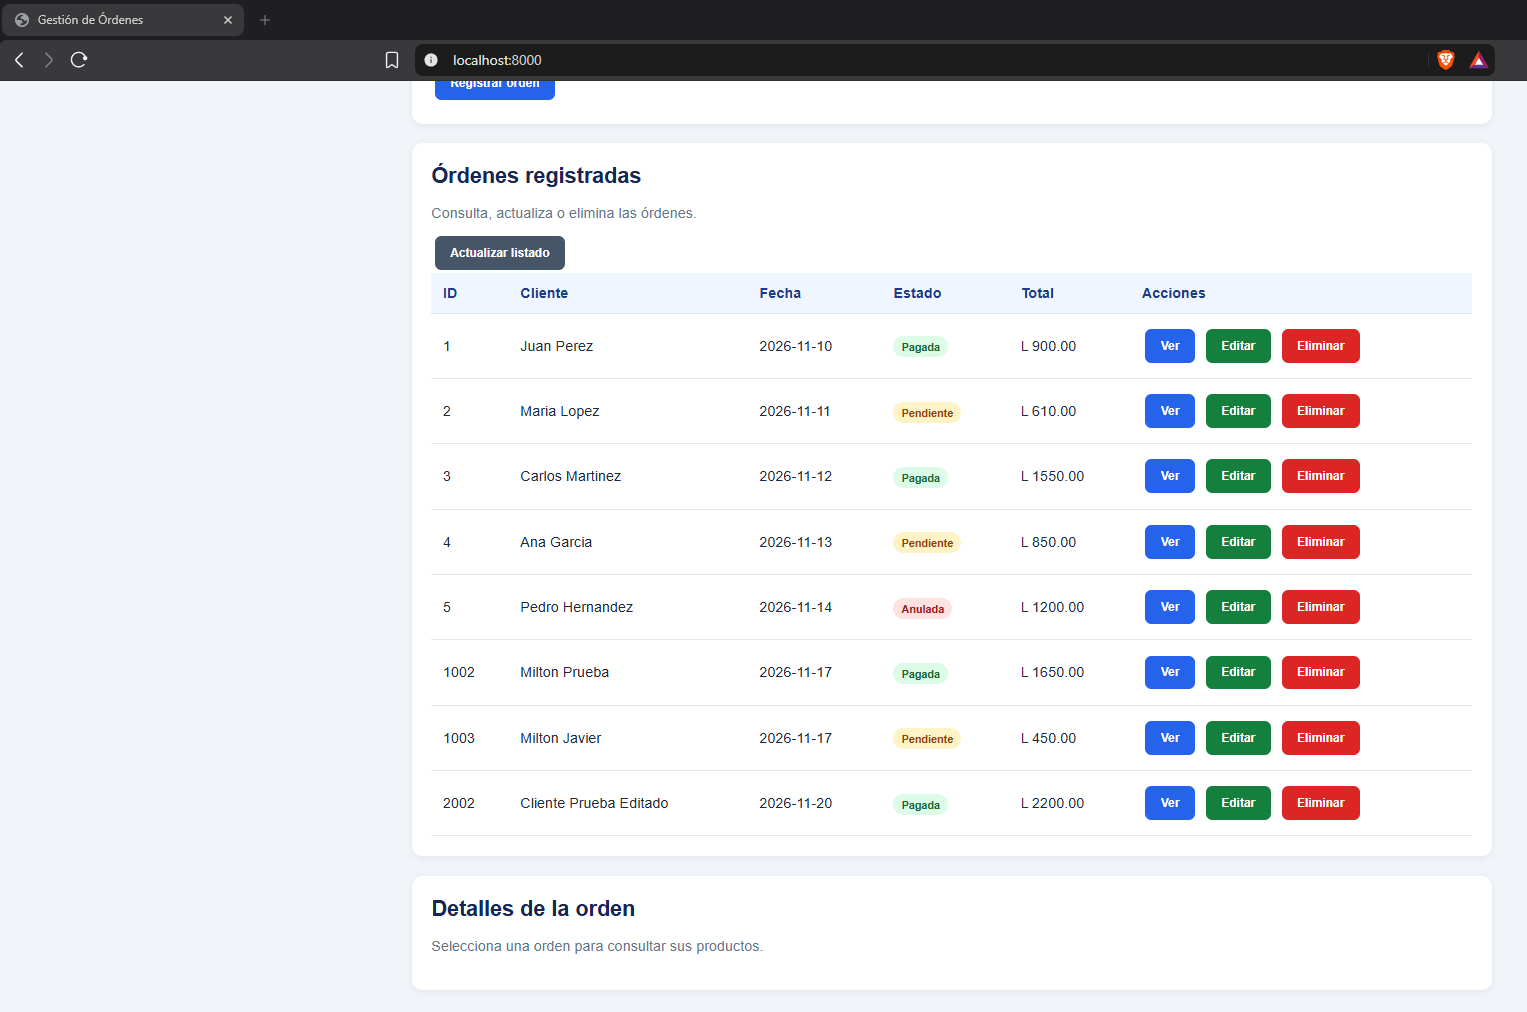 Gestión de Órdenes
localhost:8000
Registrar orden
Órdenes registradas
Consulta, actualiza o elimina las órdenes.
Actualizar listado
ID Cliente Fecha Estado Total Acciones
1 Juan Perez 2026-11-10 Pagada L 900.00 Ver Editar Eliminar
2 Maria Lopez 2026-11-11 Pendiente L 610.00 Ver Editar Eliminar
3 Carlos Martinez 2026-11-12 Pagada L 1550.00 Ver Editar Eliminar
4 Ana Garcia 2026-11-13 Pendiente L 850.00 Ver Editar Eliminar
5 Pedro Hernandez 2026-11-14 Anulada L 1200.00 Ver Editar Eliminar
1002 Milton Prueba 2026-11-17 Pagada L 1650.00 Ver Editar Eliminar
1003 Milton Javier 2026-11-17 Pendiente L 450.00 Ver Editar Eliminar
2002 Cliente Prueba Editado 2026-11-20 Pagada L 2200.00 Ver Editar Eliminar
Detalles de la orden
Selecciona una orden para consultar sus productos.